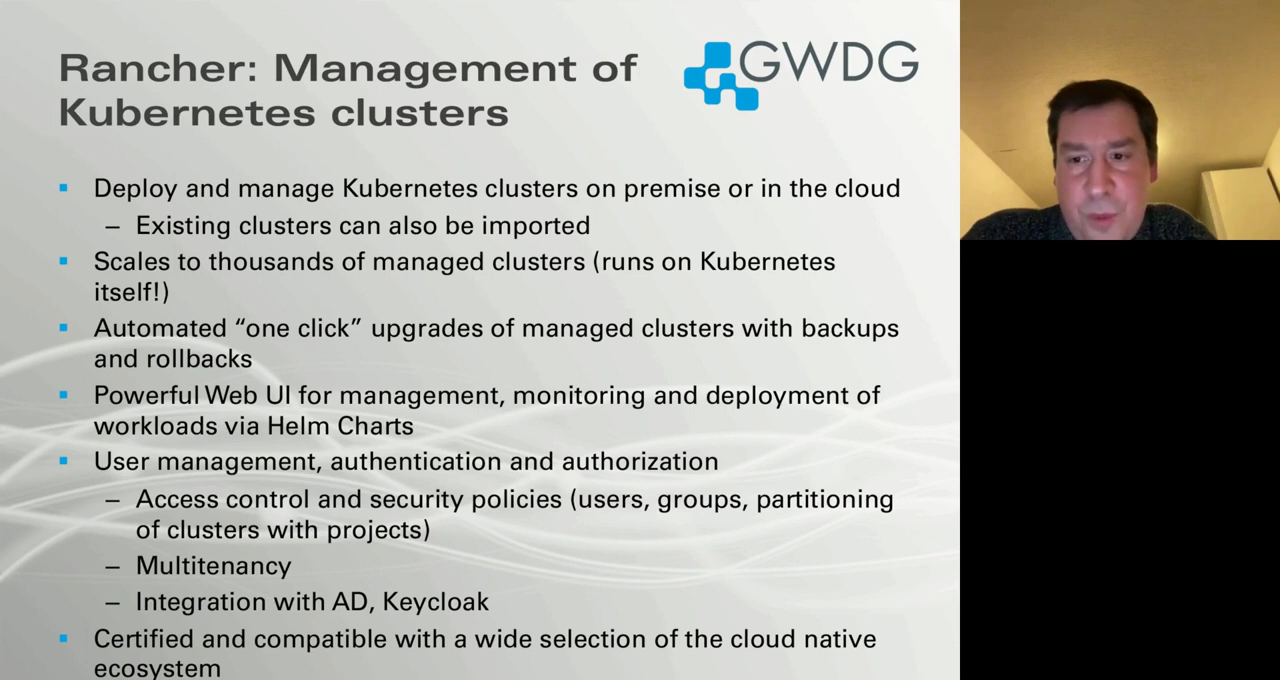 Rancher: Management of
Kubernetes clusters
GWDG
▪ Deploy and manage Kubernetes clusters on premise or in the cloud
– Existing clusters can also be imported
▪ Scales to thousands of managed clusters (runs on Kubernetes
itself!)
▪ Automated “one click” upgrades of managed clusters with backups
and rollbacks
▪ Powerful Web UI for management, monitoring and deployment of
workloads via Helm Charts
▪ User management, authentication and authorization
– Access control and security policies (users, groups, partitioning
of clusters with projects)
– Multitenancy
– Integration with AD, Keycloak
▪ Certified and compatible with a wide selection of the cloud native
ecosystem